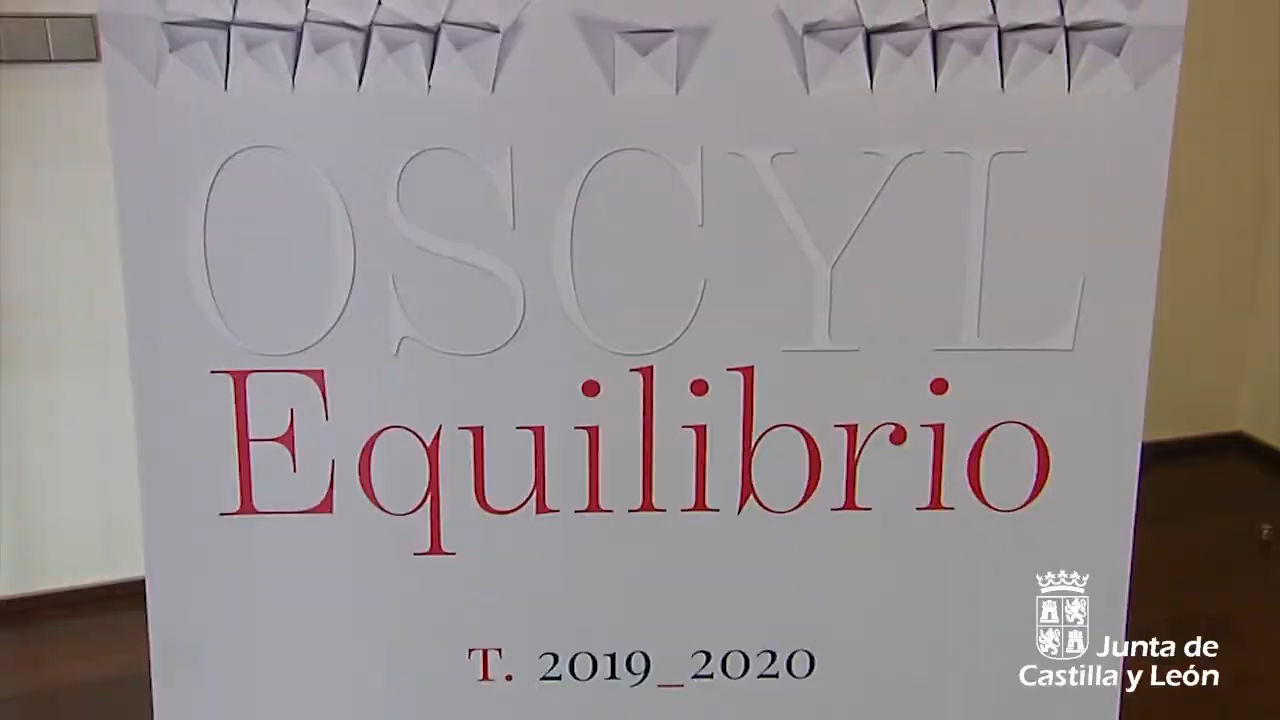 OSCYL
Equilibrio
T. 2019_2020
Junta de
Castilla y León